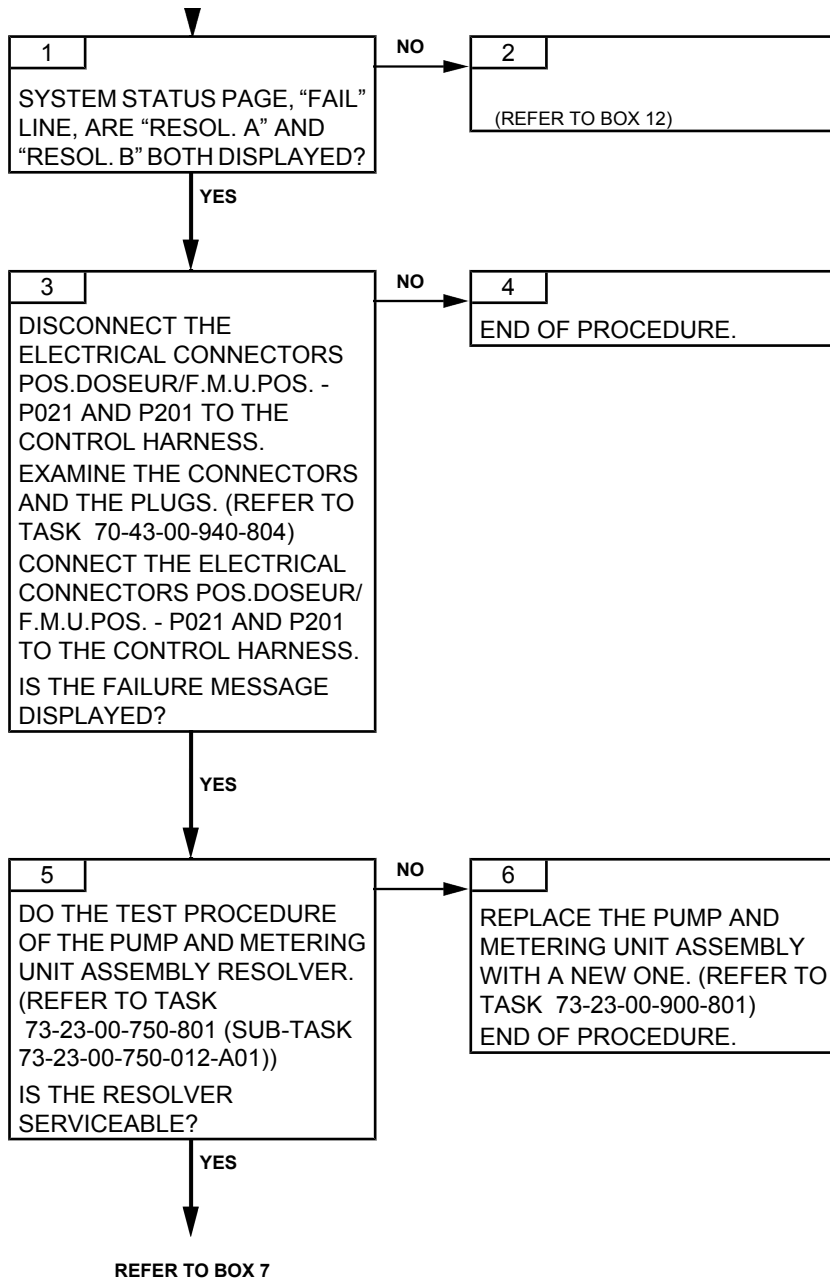 1
SYSTEM STATUS PAGE, “FAIL”
LINE, ARE “RESOL. A” AND
“RESOL. B” BOTH DISPLAYED?
NO
2
(REFER TO BOX 12)
YES
3
DISCONNECT THE
ELECTRICAL CONNECTORS
POS.DOSEUR/F.M.U.POS. -
P021 AND P201 TO THE
CONTROL HARNESS.
EXAMINE THE CONNECTORS
AND THE PLUGS. (REFER TO
TASK 70-43-00-940-804)
CONNECT THE ELECTRICAL
CONNECTORS POS.DOSEUR/
F.M.U.POS. - P021 AND P201
TO THE CONTROL HARNESS.
IS THE FAILURE MESSAGE
DISPLAYED?
NO
4
END OF PROCEDURE.
YES
5
DO THE TEST PROCEDURE
OF THE PUMP AND METERING
UNIT ASSEMBLY RESOLVER.
(REFER TO TASK
73-23-00-750-801 (SUB-TASK
73-23-00-750-012-A01))
IS THE RESOLVER
SERVICEABLE?
NO
6
REPLACE THE PUMP AND
METERING UNIT ASSEMBLY
WITH A NEW ONE. (REFER TO
TASK 73-23-00-900-801)
END OF PROCEDURE.
YES
REFER TO BOX 7